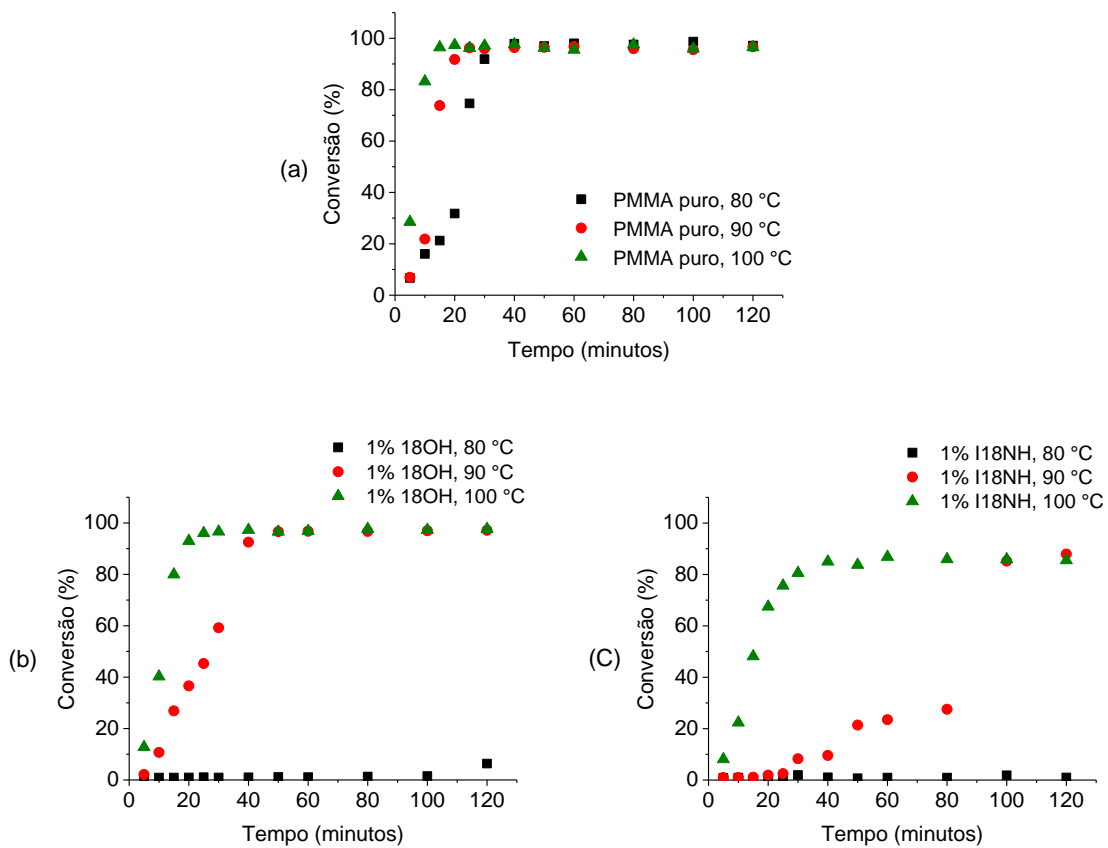 100
80
60
40
20
0
Conversão (%)
(a)
PMMA puro, 80 °C
PMMA puro, 90 °C
PMMA puro, 100 °C
0 20 40 60 80 100 120
Tempo (minutos)
1% 18OH, 80 °C
1% 18OH, 90 °C
1% 18OH, 100 °C
100
80
60
40
20
0
Conversão (%)
(b)
0 20 40 60 80 100 120
Tempo (minutos)
1% I18NH, 80 °C
1% I18NH, 90 °C
1% I18NH, 100 °C
100
80
60
40
20
0
Conversão (%)
(C)
0 20 40 60 80 100 120
Tempo (minutos)